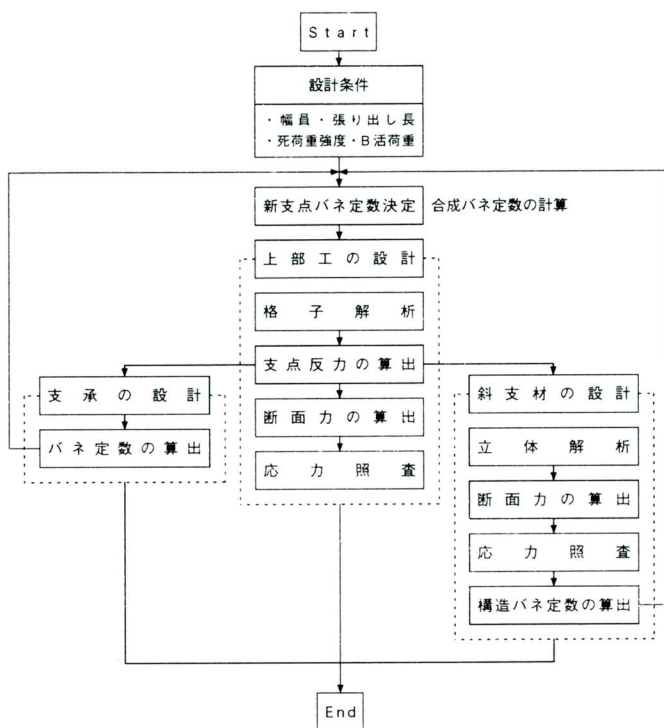 Start
設計条件
・幅員・張り出し長
・死荷重強度・B活荷重
新支点バネ定数決定 合成バネ定数の計算
上部工の設計
格子解析
支点反力の算出
断面力の算出
応力照査
支承の設計
バネ定数の算出
斜支材の設計
立体解析
断面力の算出
応力照査
構造バネ定数の算出
End